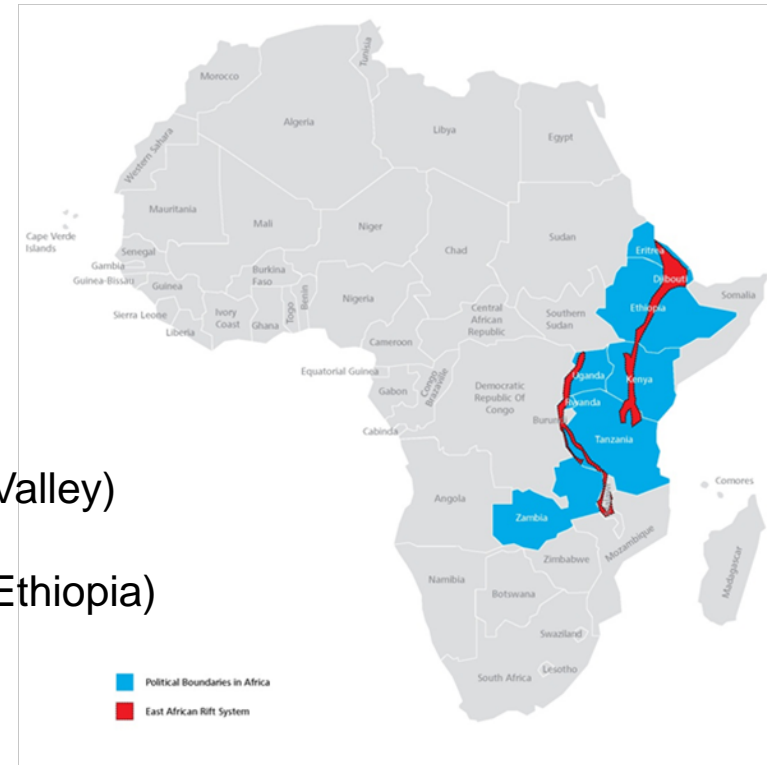 Tunisia
Morocco
Algeria
Libya
Egypt
Western Sahara
Mauritania
Mali
Niger
Chad
Sudan
Eritrea
Cape Verde
Islands
Senegal
Gambia
Guinea-Bissau
Guinea
Burkina
Faso
Djibouti
Sierra Leone
Liberia
Ivory
Coast
Ghana
Togo
Benin
Nigeria
Central
African
Republic
Southern
Sudan
Ethiopia
Somalia
Cameroon
Equatorial Guinea
Gabon
Congo
Brazaville
Democratic
Republic Of
Congo
Uganda
Kenya
Rwanda
Cabinda
Tanzania
Valley)
Angola
Zambia
Comores
Mozambique
Madagascar
Zimbabwe
Ethiopia)
Namibia
Botswana
Swaziland
Lesotho
South Africa
Political Boundaries in Africa
East African Rift System